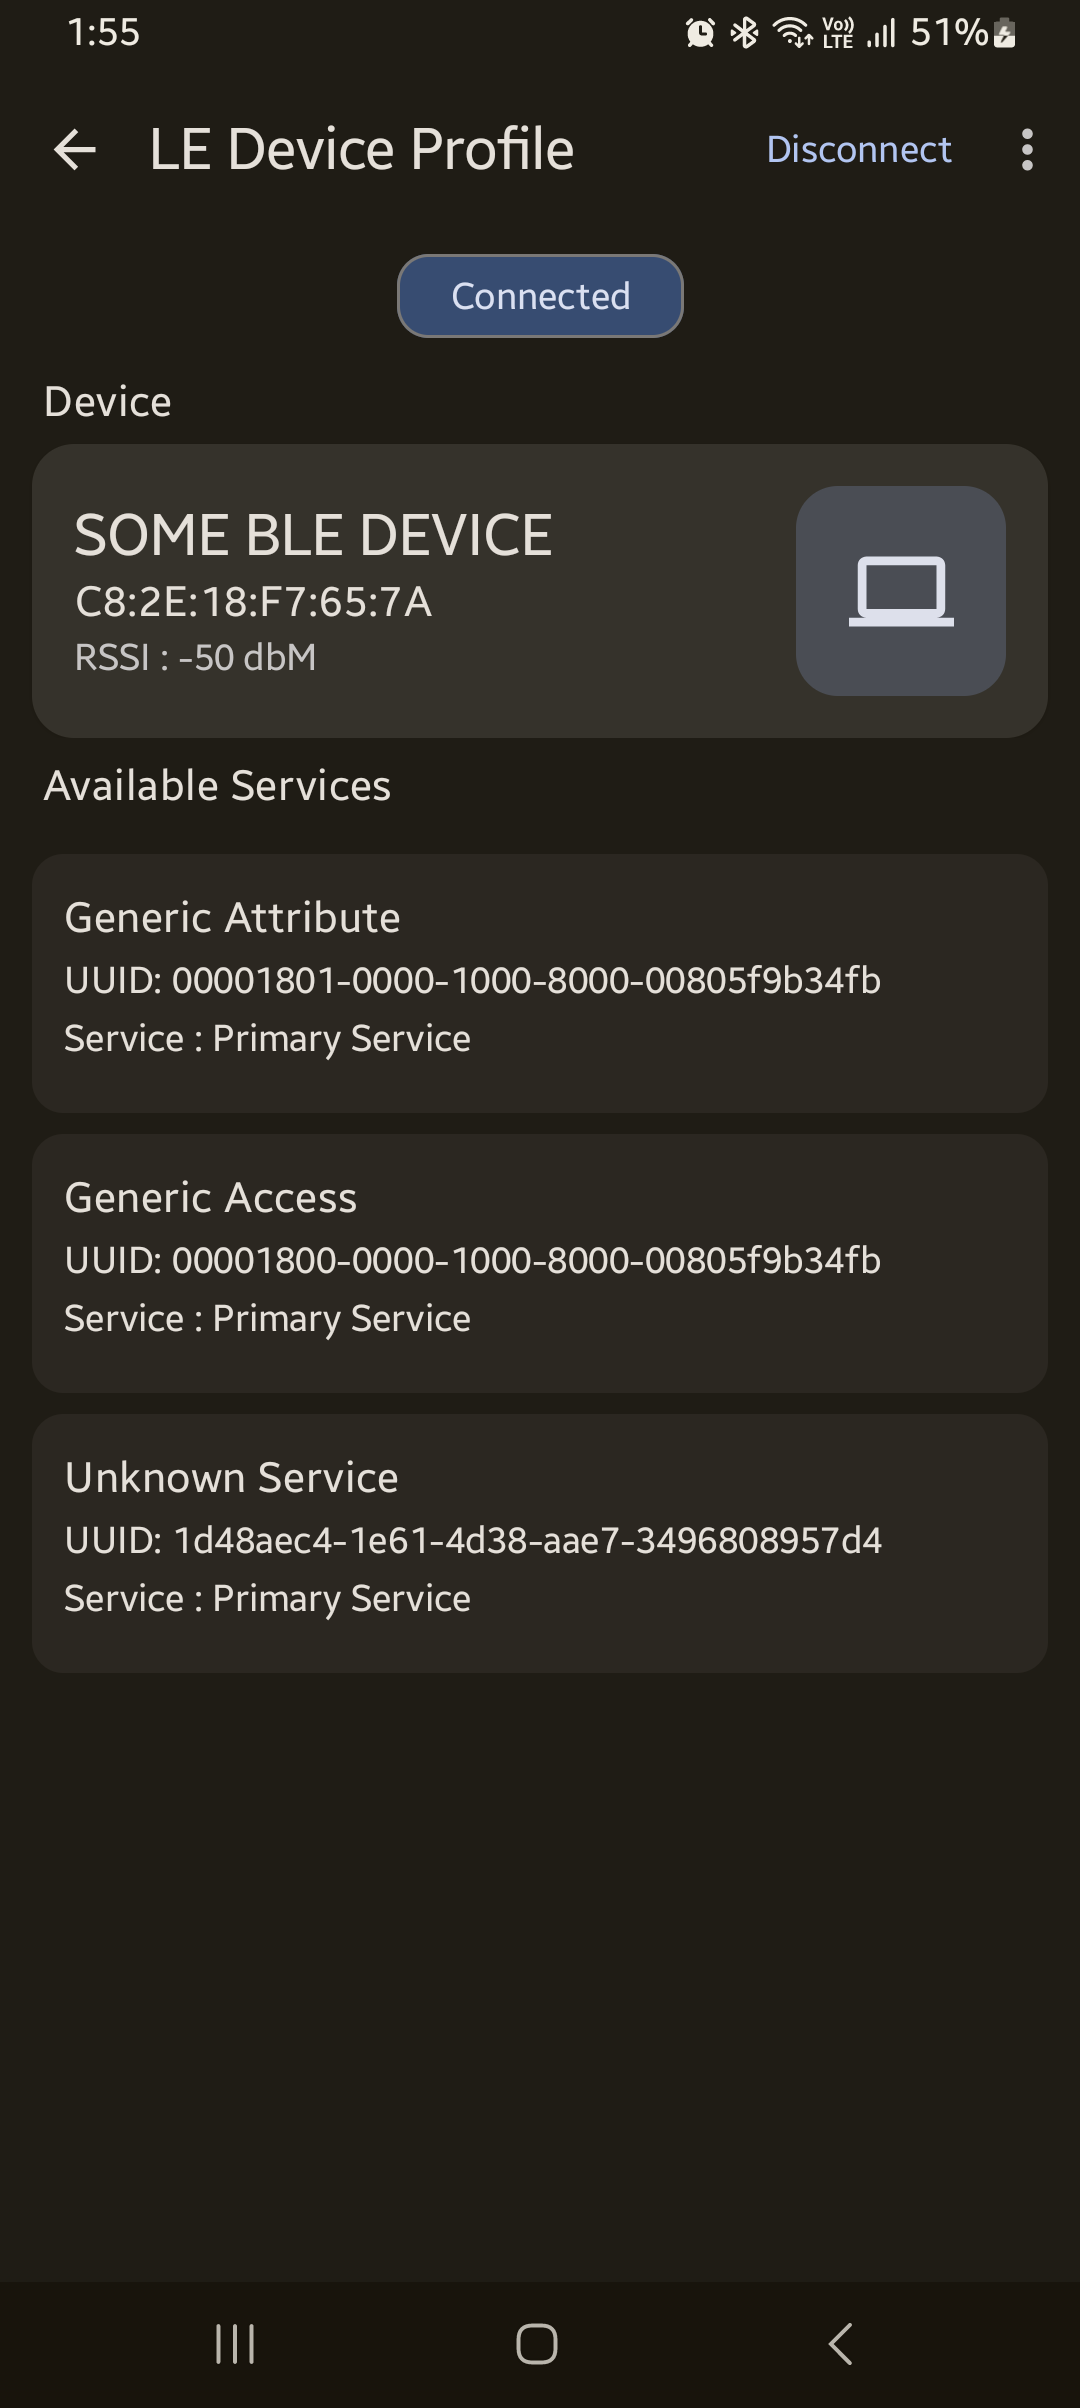 1:55
Vo)) LTE 51%
LE Device Profile
Disconnect
Connected
Device
SOME BLE DEVICE
C8:2E:18:F7:65:7A
RSSI : -50 dbM
Available Services
Generic Attribute
UUID: 00001801-0000-1000-8000-00805f9b34fb
Service : Primary Service
Generic Access
UUID: 00001800-0000-1000-8000-00805f9b34fb
Service : Primary Service
Unknown Service
UUID: 1d48aec4-1e61-4d38-aae7-3496808957d4
Service : Primary Service